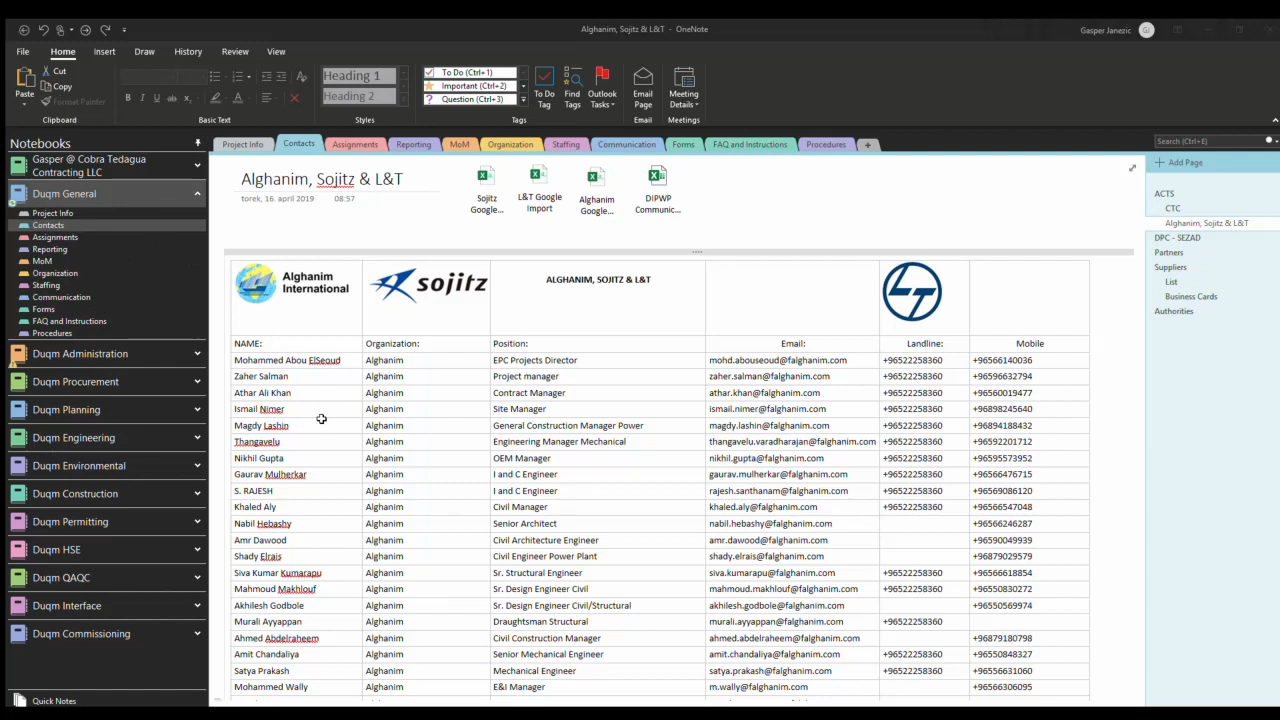 Alghanim, Sojitz & L&T - OneNote
Gasper Janezic GJ
File Home Insert Draw History Review View
Paste
Cut
Copy
Format Painter
Clipboard
B I U ab x
Basic Text
Heading 1
Heading 2
Styles
To Do (Ctrl+1)
Important (Ctrl+2)
Question (Ctrl+3)
To Do Tag
Find Tags
Outlook Tasks
Tags
Email Page
Email
Meeting Details
Meetings
Notebooks
Gasper @ Cobra Tedagua Contracting LLC
Duqm General
Project Info
Contacts
Assignments
Reporting
MoM
Organization
Staffing
Communication
Forms
FAQ and Instructions
Procedures
Duqm Administration
Duqm Procurement
Duqm Planning
Duqm Engineering
Duqm Environmental
Duqm Construction
Duqm Permitting
Duqm HSE
Duqm QAQC
Duqm Interface
Duqm Commissioning
Quick Notes
Project Info Contacts Assignments Reporting MoM Organization Staffing Communication Forms FAQ and Instructions Procedures +
Search (Ctrl+E)
Alghanim, Sojitz & L&T
torek, 16. april 2019 08:57
Sojitz Google...
L&T Google Import
Alghanim Google...
DIPWP Communic...
Alghanim International
sojitz
ALGHANIM, SOJITZ & L&T
LT
NAME: Organization: Position: Email: Landline: Mobile
Mohammed Abou ElSeoud Alghanim EPC Projects Director mohd.abouseoud@falghanim.com +96522258360 +96566140036
Zaher Salman Alghanim Project manager zaher.salman@falghanim.com +96522258360 +96596632794
Athar Ali Khan Alghanim Contract Manager athar.khan@falghanim.com +96522258360 +96560019477
Ismail Nimer Alghanim Site Manager ismail.nimer@falghanim.com +96522258360 +96898245640
Magdy Lashin Alghanim General Construction Manager Power magdy.lashin@falghanim.com +96522258360 +96894188432
Thangavelu Alghanim Engineering Manager Mechanical thangavelu.varadharajan@falghanim.com +96522258360 +96592201712
Nikhil Gupta Alghanim OEM Manager nikhil.gupta@falghanim.com +96522258360 +96595573952
Gaurav Mulherkar Alghanim I and C Engineer gaurav.mulherkar@falghanim.com +96522258360 +96566476715
S. RAJESH Alghanim I and C Engineer rajesh.santhanam@falghanim.com +96522258360 +96569086120
Khaled Aly Alghanim Civil Manager khaled.aly@falghanim.com +96522258360 +96566547048
Nabil Hebashy Alghanim Senior Architect nabil.hebashy@falghanim.com +96566246287
Amr Dawood Alghanim Civil Architecture Engineer amr.dawood@falghanim.com +96590049939
Shady Elrais Alghanim Civil Engineer Power Plant shady.elrais@falghanim.com +96879029579
Siva Kumar Kumarapu Alghanim Sr. Structural Engineer siva.kumarapu@falghanim.com +96522258360 +96566618854
Mahmoud Makhlouf Alghanim Sr. Design Engineer Civil mahmoud.makhlouf@falghanim.com +96522258360 +96550830272
Akhilesh Godbole Alghanim Sr. Design Engineer Civil/Structural akhilesh.godbole@falghanim.com +96550569974
Murali Ayyappan Alghanim Draughtsman Structural murali.ayyappan@falghanim.com +96522258360
Ahmed Abdelraheem Alghanim Civil Construction Manager ahmed.abdelraheem@falghanim.com +96879180798
Amit Chandaliya Alghanim Senior Mechanical Engineer amit.chandaliya@falghanim.com +96522258360 +96550848327
Satya Prakash Alghanim Mechanical Engineer satya.prakash@falghanim.com +96522258360 +96556631060
Mohammed Wally Alghanim E&I Manager m.wally@falghanim.com +96566306095
+ Add Page
ACTS
CTC
Alghanim, Sojitz & L&T
DPC - SEZAD
Partners
Suppliers
List
Business Cards
Authorities